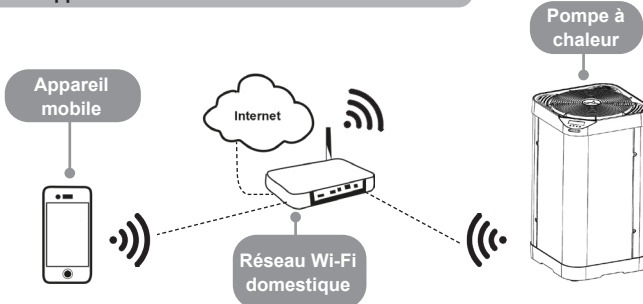 Pompe à
chaleur
Appareil
mobile
Internet
Réseau Wi-Fi
domestique